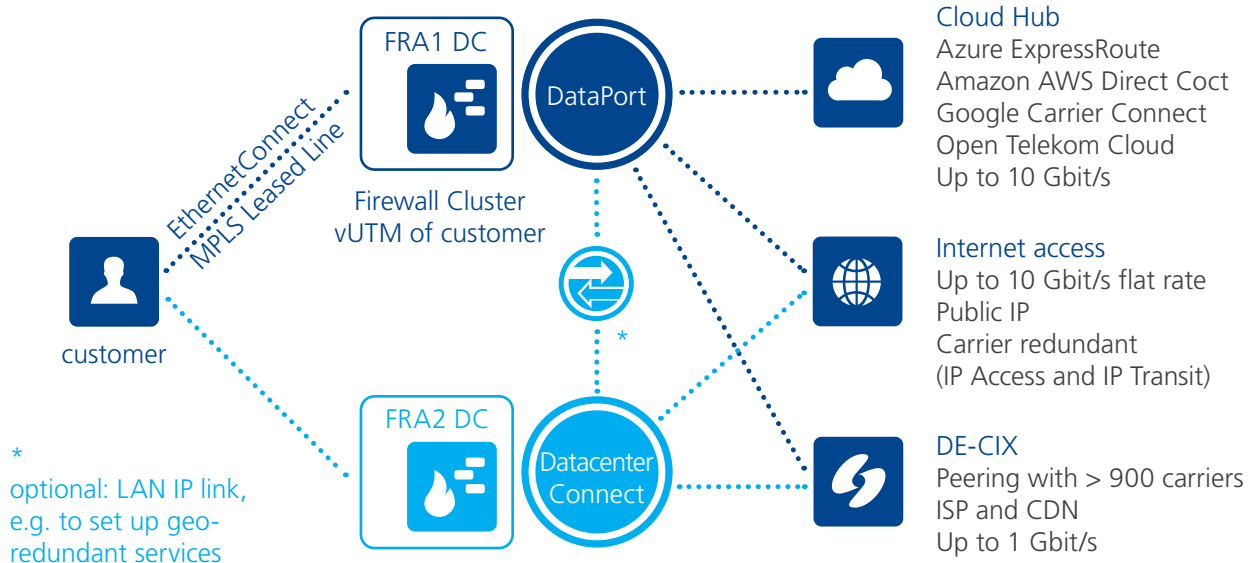 FRA1 DC
DataPort
EthernetConnect
MPLS Leased Line
Firewall Cluster
vUTM of customer
customer
*
FRA2 DC
Datacenter
Connect
*
optional: LAN IP link,
e.g. to set up geo-
redundant services
Cloud Hub
Azure ExpressRoute
Amazon AWS Direct Coct
Google Carrier Connect
Open Telekom Cloud
Up to 10 Gbit/s
Internet access
Up to 10 Gbit/s flat rate
Public IP
Carrier redundant
(IP Access and IP Transit)
DE-CIX
Peering with > 900 carriers
ISP and CDN
Up to 1 Gbit/s